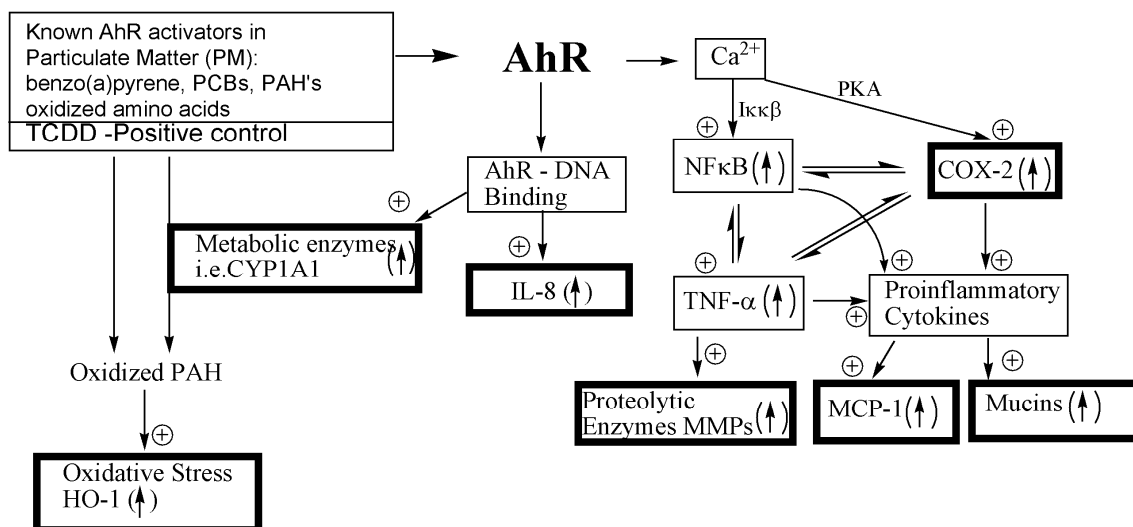 Known AhR activators in
Particulate Matter (PM):
benzo(a)pyrene, PCBs, PAH's
oxidized amino acids
TCDD -Positive control
AhR
Ca2+
Iκκβ
PKA
+
NFκB (↑)
+
COX-2 (↑)
AhR - DNA
Binding
+
Metabolic enzymes
i.e.CYP1A1 (↑)
+
IL-8 (↑)
+
TNF-α (↑)
+
+
+
Proinflammatory
Cytokines
Oxidized PAH
+
Proteolytic
Enzymes MMPs (↑)
+
MCP-1 (↑)
+
Mucins (↑)
+
Oxidative Stress
HO-1 (↑)